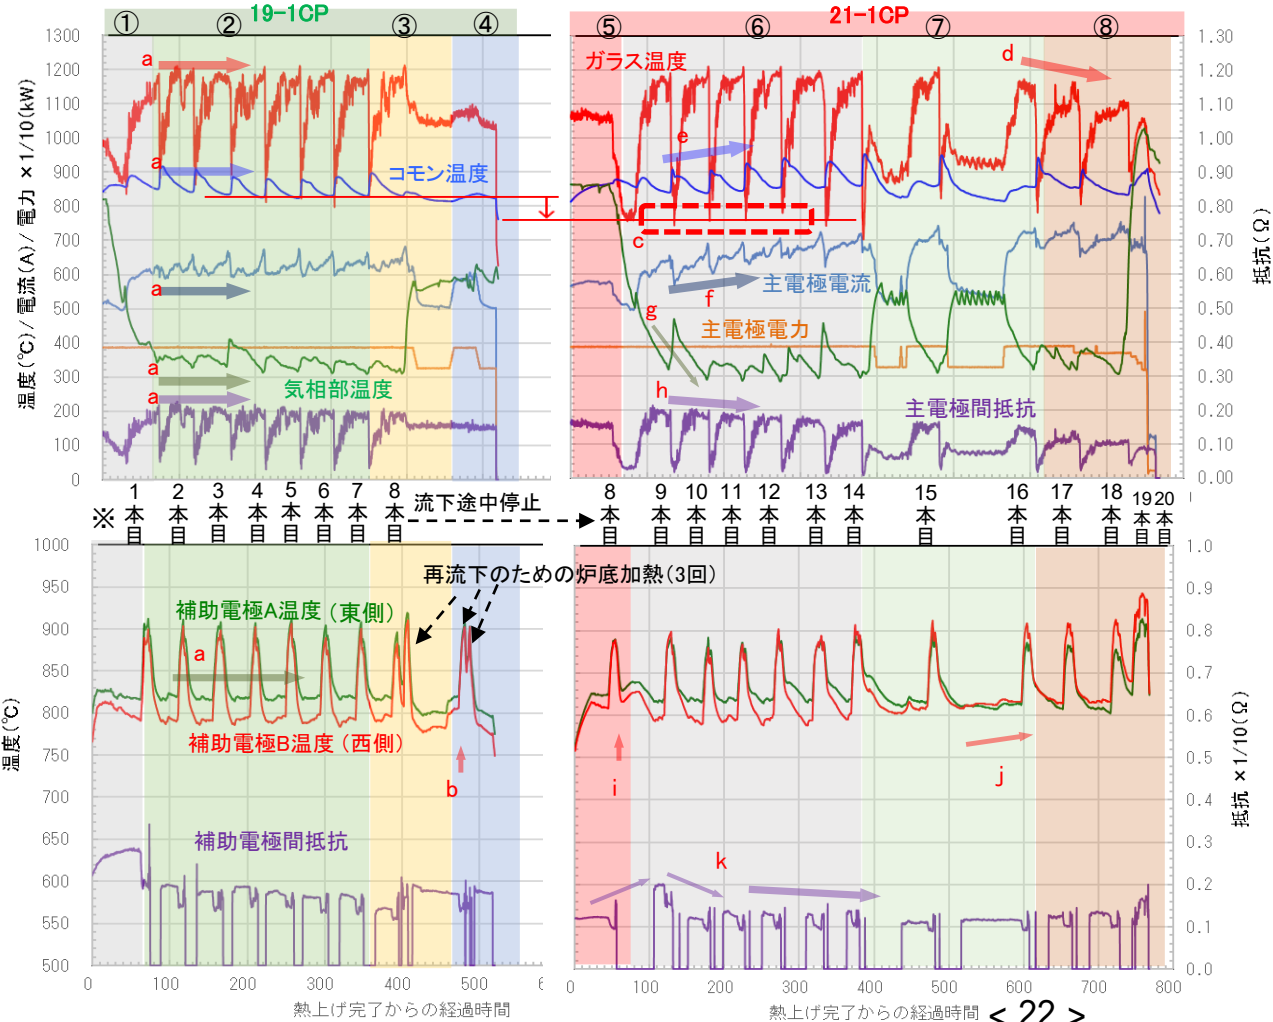 19-1CP
21-1CP
① ② ③ ④ ⑤ ⑥ ⑦ ⑧
1300
1200
1100
1000
900
800
700
600
500
400
300
200
100
0
温度(℃)/電流(A)/電力 ×1/10(kW)
1.30
1.20
1.10
1.00
0.90
0.80
0.70
0.60
0.50
0.40
0.30
0.20
0.10
0.00
抵抗(Ω)
a
a
コモン温度
a
a
気相部温度
a
ガラス温度
d
e
c
主電極電流
f
g
主電極電力
h
主電極間抵抗
※ 1本目 2本目 3本目 4本目 5本目 6本目 7本目 8本目
流下途中停止
8本目 9本目 10本目 11本目 12本目 13本目 14本目 15本目 16本目 17本目 18本目 19本目 20本目
再流下のための炉底加熱(3回)
1000
950
900
850
800
750
700
650
600
550
500
温度(℃)
1.0
0.9
0.8
0.7
0.6
0.5
0.4
0.3
0.2
0.1
0.0
抵抗 ×1/10(Ω)
補助電極A温度(東側)
a
補助電極B温度(西側)
b
補助電極間抵抗
i
j
k
0 100 200 300 400 500
熱上げ完了からの経過時間
0 100 200 300 400 500 600 700 800
熱上げ完了からの経過時間
< 22 >